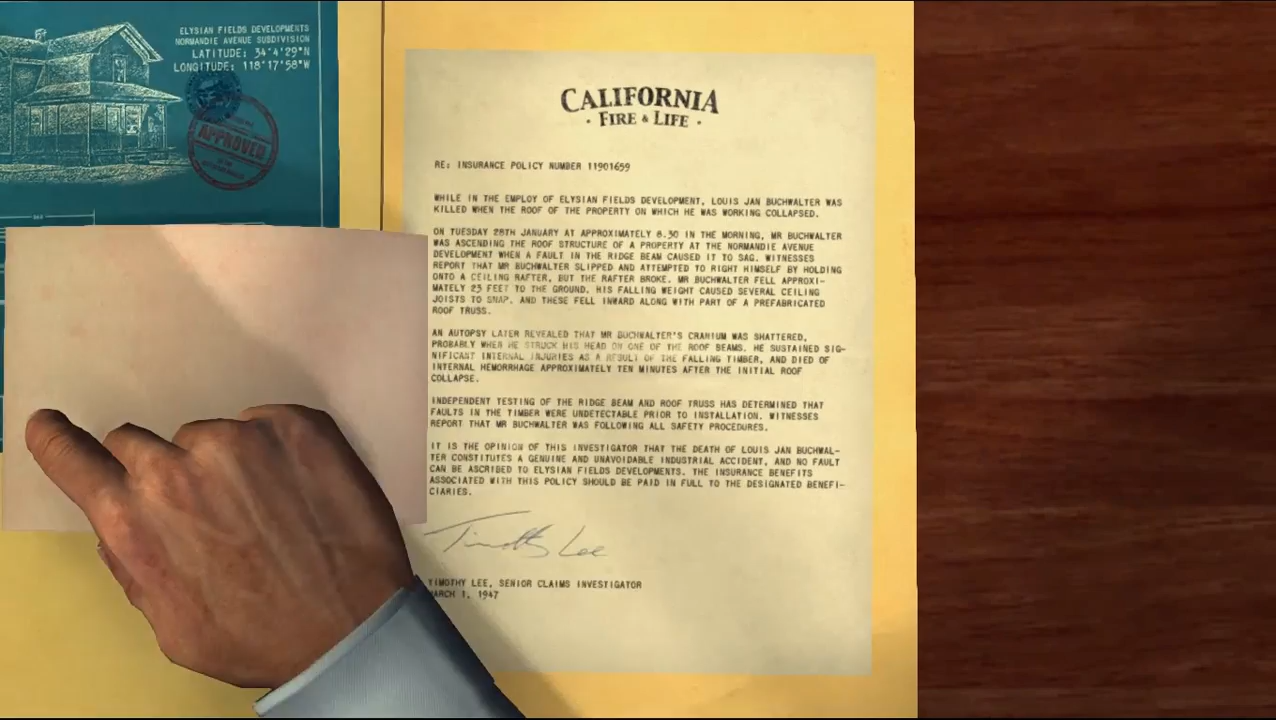 ELYSIAN FIELDS DEVELOPMENTS
NORMANDIE AVENUE SUBDIVISION
LATITUDE: 34°4'29"N
LONGITUDE: 118°17'58"W
APPROVED
CALIFORNIA
· FIRE & LIFE ·
RE: INSURANCE POLICY NUMBER 11901659
WHILE IN THE EMPLOY OF ELYSIAN FIELDS DEVELOPMENT, LOUIS JAN BUCHWALTER WAS
KILLED WHEN THE ROOF OF THE PROPERTY ON WHICH HE WAS WORKING COLLAPSED.
ON TUESDAY 28TH JANUARY AT APPROXIMATELY 8.30 IN THE MORNING, MR BUCHWALTER
WAS ASCENDING THE ROOF STRUCTURE OF A PROPERTY AT THE NORMANDIE AVENUE
DEVELOPMENT WHEN A FAULT IN THE RIDGE BEAM CAUSED IT TO SAG. WITNESSES
REPORT THAT MR BUCHWALTER SLIPPED AND ATTEMPTED TO RIGHT HIMSELF BY HOLDING
ONTO A CEILING RAFTER, BUT THE RAFTER BROKE. MR BUCHWALTER FELL APPROXI-
MATELY 23 FEET TO THE GROUND. HIS FALLING WEIGHT CAUSED SEVERAL CEILING
JOISTS TO SNAP. AND THESE FELL INWARD ALONG WITH PART OF A PREFABRICATED
ROOF TRUSS.
AN AUTOPSY LATER REVEALED THAT MR BUCHWALTER'S CRANIUM WAS SHATTERED,
PROBABLY WHEN HE STRUCK HIS HEAD ON ONE OF THE ROOF BEAMS. HE SUSTAINED SIG-
NIFICANT INTERNAL INJURIES AS A RESULT OF THE FALLING TIMBER, AND DIED OF
INTERNAL HEMORRHAGE APPROXIMATELY TEN MINUTES AFTER THE INITIAL ROOF
COLLAPSE.
INDEPENDENT TESTING OF THE RIDGE BEAM AND ROOF TRUSS HAS DETERMINED THAT
FAULTS IN THE TIMBER WERE UNDETECTABLE PRIOR TO INSTALLATION. WITNESSES
REPORT THAT MR BUCHWALTER WAS FOLLOWING ALL SAFETY PROCEDURES.
IT IS THE OPINION OF THIS INVESTIGATOR THAT THE DEATH OF LOUIS JAN BUCHWAL-
TER CONSTITUTES A GENUINE AND UNAVOIDABLE INDUSTRIAL ACCIDENT, AND NO FAULT
CAN BE ASCRIBED TO ELYSIAN FIELDS DEVELOPMENTS. THE INSURANCE BENEFITS
ASSOCIATED WITH THIS POLICY SHOULD BE PAID IN FULL TO THE DESIGNATED BENEFI-
CIARIES.
Timothy Lee
TIMOTHY LEE, SENIOR CLAIMS INVESTIGATOR
MARCH 1, 1947